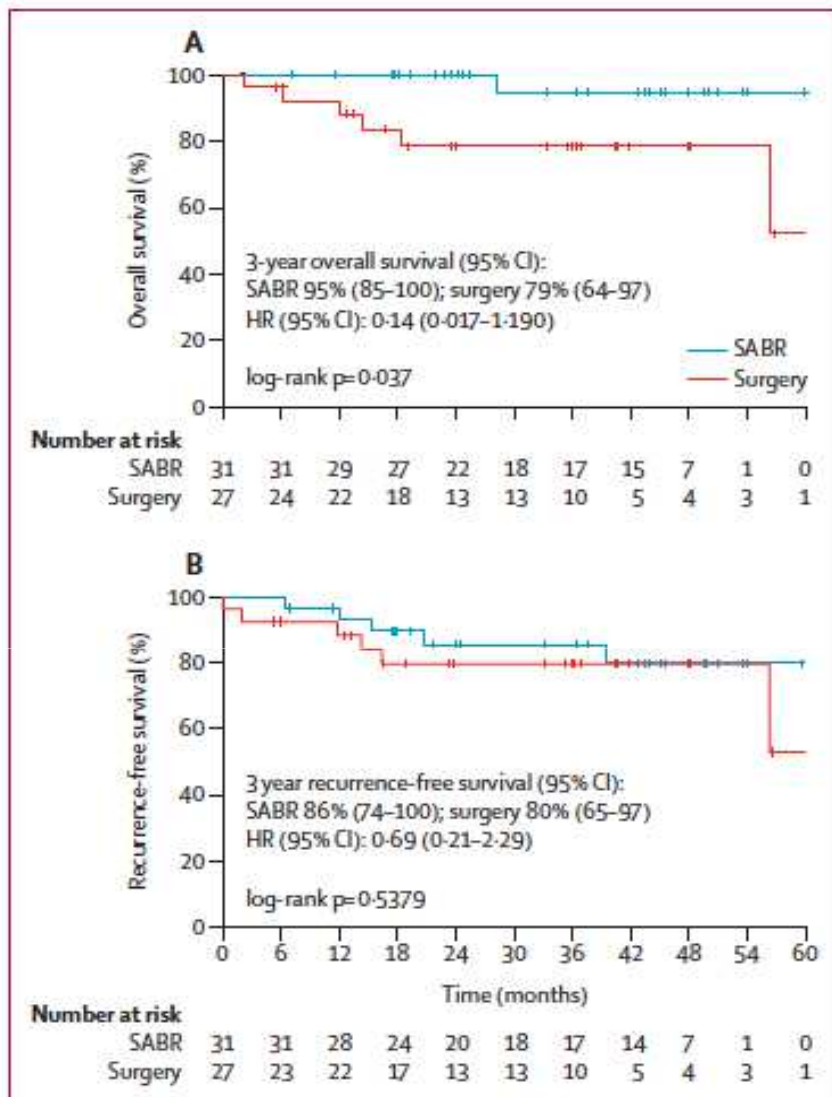 A
100
80
60
40
20
0
Overall survival (%)
3-year overall survival (95% CI):
SABR 95% (85–100); surgery 79% (64–97)
HR (95% CI): 0·14 (0·017–1·190)
log-rank p=0·037
SABR
Surgery
Number at risk
SABR 31 31 29 27 22 18 17 15 7 1 0
Surgery 27 24 22 18 13 13 10 5 4 3 1
B
100
80
60
40
20
0
Recurrence-free survival (%)
3 year recurrence-free survival (95% CI):
SABR 86% (74–100); surgery 80% (65–97)
HR (95% CI): 0·69 (0·21–2·29)
log-rank p=0·5379
0 6 12 18 24 30 36 42 48 54 60
Time (months)
Number at risk
SABR 31 31 28 24 20 18 17 14 7 1 0
Surgery 27 23 22 17 13 13 10 5 4 3 1